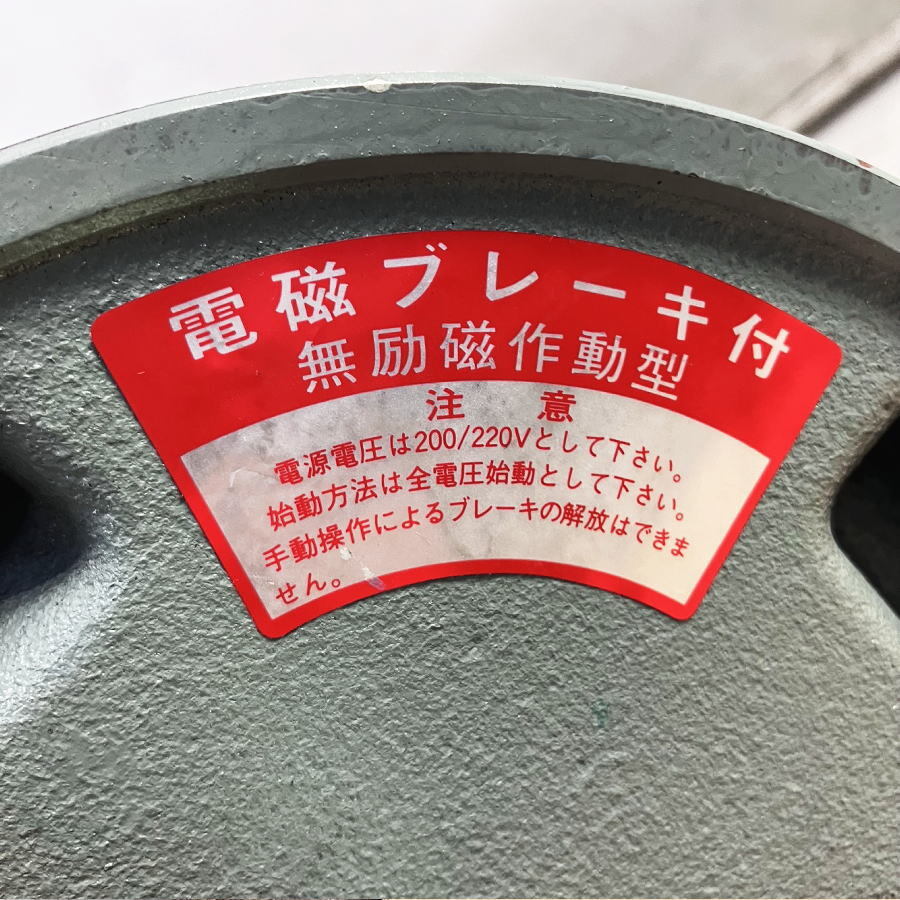 電磁ブレーキ付
無励磁作動型
注 意
電源電圧は200/220Vとして下さい。
始動方法は全電圧始動として下さい。
手動操作によるブレーキの解放はできま
せん。